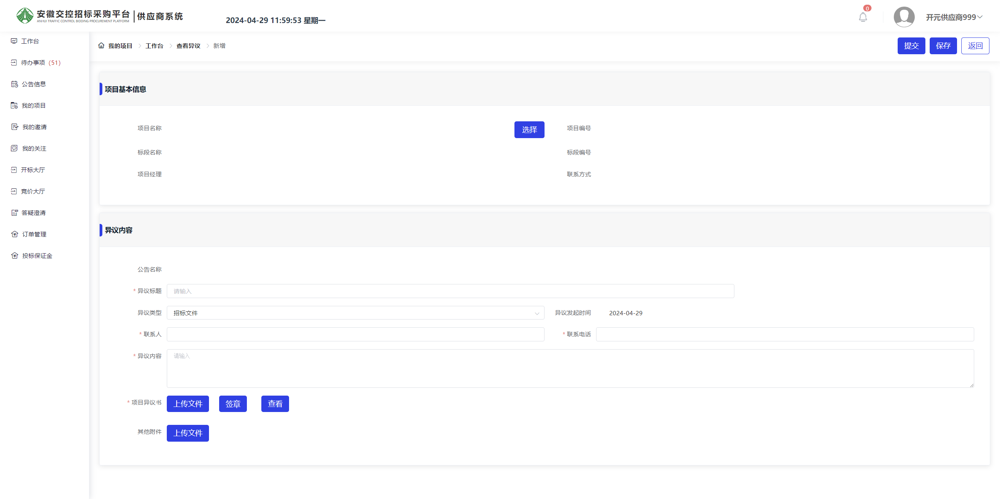 安徽交控招标采购平台
ANHUI TRAFFIC CONTROL BIDDING PROCUREMENT PLATFORM
供应商系统
2024-04-29 11:59:53 星期一
0
开元供应商999
工作台
待办事项（51）
公告信息
我的项目
我的邀请
我的关注
开标大厅
竞价大厅
答疑澄清
订单管理
投标保证金
我的项目 > 工作台 > 查看异议 > 新增
提交 保存 返回
项目基本信息
项目名称 选择 项目编号
标段名称 标段编号
项目经理 联系方式
异议内容
公告名称
* 异议标题 请输入
异议类型 招标文件 异议发起时间 2024-04-29
* 联系人 * 联系电话
* 异议内容 请输入
* 项目异议书 上传文件 签章 查看
其他附件 上传文件